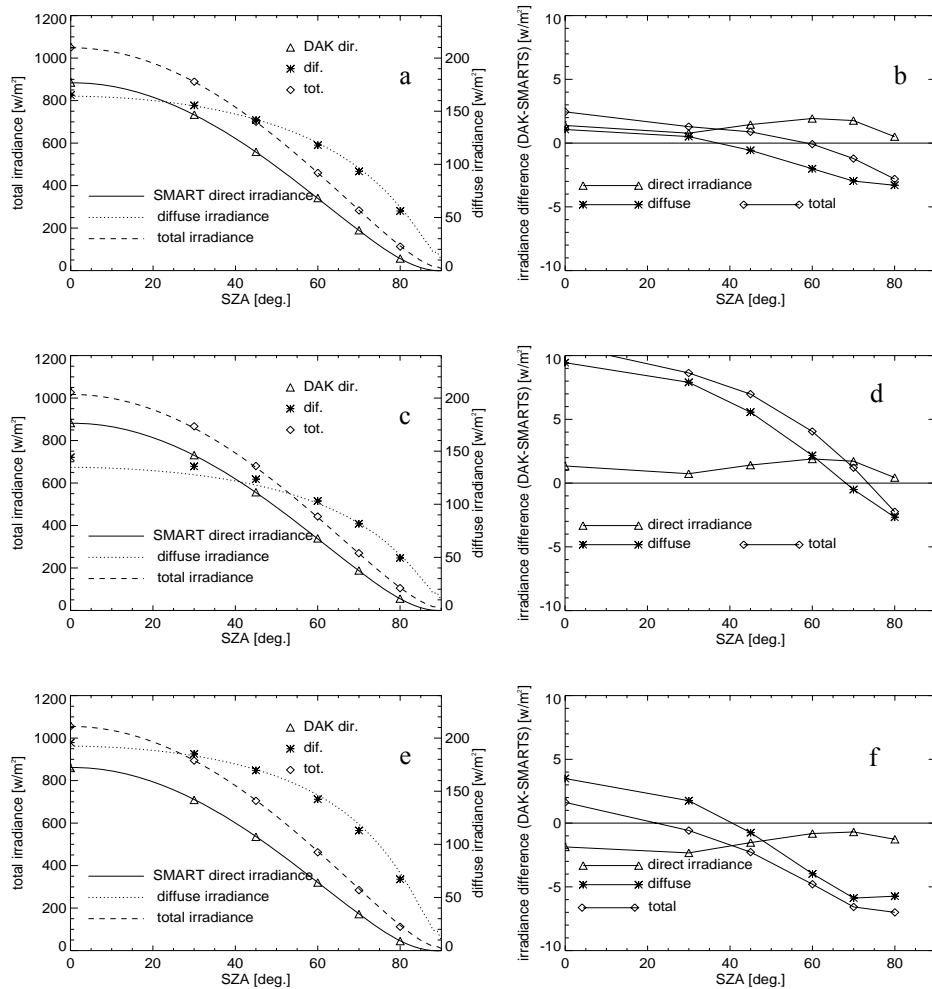 1200
1000
800
600
400
200
0
total irradiance [w/m²]
200
150
100
50
0
diffuse irradiance [w/m²]
DAK dir.
dif.
tot.
a
SMART direct irradiance
diffuse irradiance
total irradiance
0 20 40 60 80
SZA [deg.]
10
5
0
-5
-10
irradiance difference (DAK-SMARTS) [w/m²]
b
direct irradiance
diffuse total
0 20 40 60 80
SZA [deg.]
1200
1000
800
600
400
200
0
total irradiance [w/m²]
200
150
100
50
0
diffuse irradiance [w/m²]
DAK dir.
dif.
tot.
c
SMART direct irradiance
diffuse irradiance
total irradiance
0 20 40 60 80
SZA [deg.]
10
5
0
-5
-10
irradiance difference (DAK-SMARTS) [w/m²]
d
direct irradiance
diffuse total
0 20 40 60 80
SZA [deg.]
1200
1000
800
600
400
200
0
total irradiance [w/m²]
200
150
100
50
0
diffuse irradiance [w/m²]
DAK dir.
dif.
tot.
e
SMART direct irradiance
diffuse irradiance
total irradiance
0 20 40 60 80
SZA [deg.]
10
5
0
-5
-10
irradiance difference (DAK-SMARTS) [w/m²]
f
direct irradiance
diffuse
total
0 20 40 60 80
SZA [deg.]